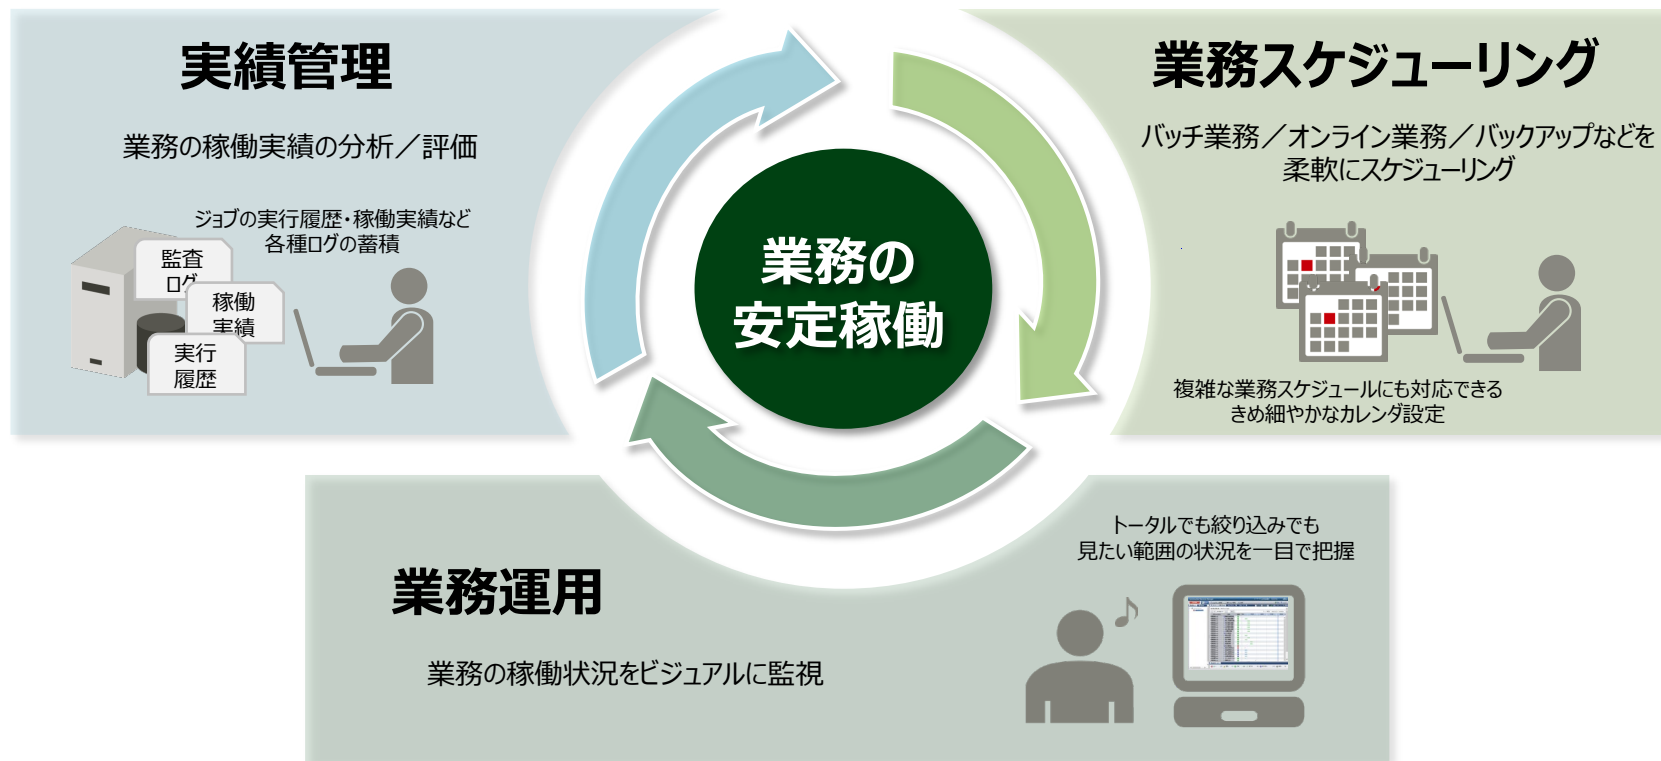 実績管理
業務の稼働実績の分析／評価
ジョブの実行履歴・稼働実績など
各種ログの蓄積
監査
ログ
稼働
実績
実行
履歴
業務スケジューリング
バッチ業務／オンライン業務／バックアップなどを
柔軟にスケジューリング
複雑な業務スケジュールにも対応できる
きめ細やかなカレンダ設定
業務の
安定稼働
業務運用
業務の稼働状況をビジュアルに監視
トータルでも絞り込みでも
見たい範囲の状況を一目で把握